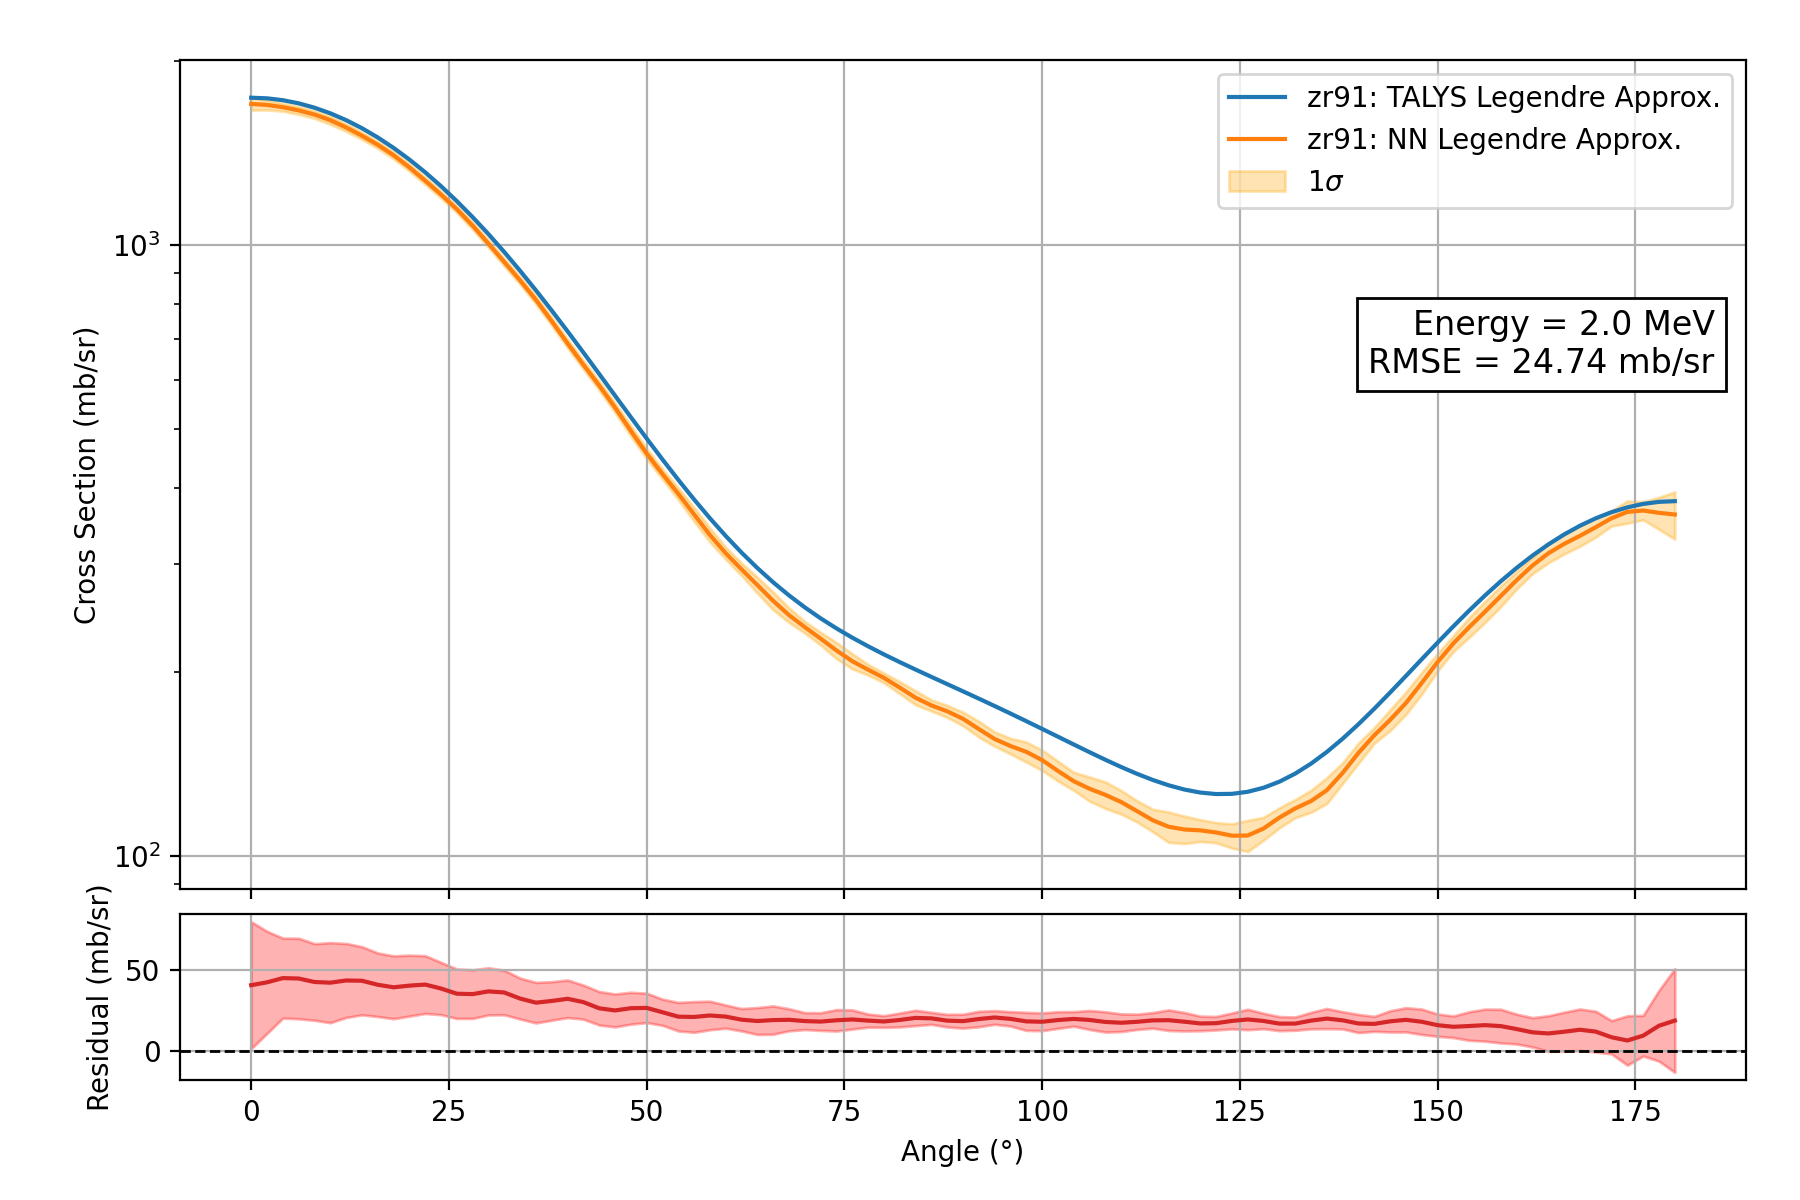 zr91: TALYS Legendre Approx.
zr91: NN Legendre Approx.
1σ
Energy = 2.0 MeV
RMSE = 24.74 mb/sr
Cross Section (mb/sr)
10³
10²
Residual (mb/sr)
50
0
0 25 50 75 100 125 150 175
Angle (°)